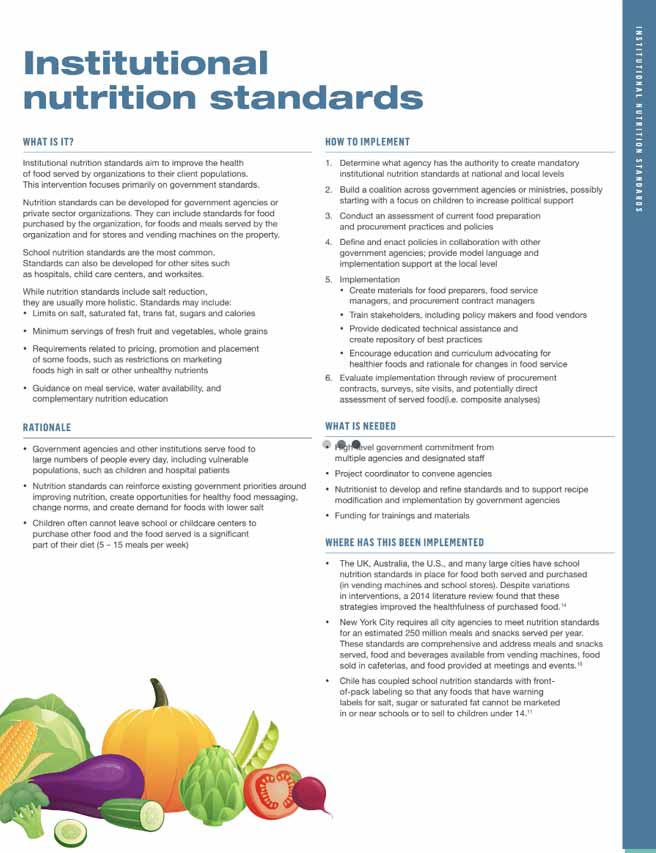 Institutional
nutrition standards
WHAT IS IT?
Institutional nutrition standards aim to improve the health
of food served by organizations to their client populations.
This intervention focuses primarily on government standards.
Nutrition standards can be developed for government agencies or
private sector organizations. They can include standards for food
purchased by the organization, for foods and meals served by the
organization and for stores and vending machines on the property.
School nutrition standards are the most common.
Standards can also be developed for other sites such
as hospitals, child care centers, and worksites.
While nutrition standards include salt reduction,
they are usually more holistic. Standards may include:
• Limits on salt, saturated fat, trans fat, sugars and calories
• Minimum servings of fresh fruit and vegetables, whole grains
• Requirements related to pricing, promotion and placement
of some foods, such as restrictions on marketing
foods high in salt or other unhealthy nutrients
• Guidance on meal service, water availability, and
complementary nutrition education
RATIONALE
• Government agencies and other institutions serve food to
large numbers of people every day, including vulnerable
populations, such as children and hospital patients
• Nutrition standards can reinforce existing government priorities around
improving nutrition, create opportunities for healthy food messaging,
change norms, and create demand for foods with lower salt
• Children often cannot leave school or childcare centers to
purchase other food and the food served is a significant
part of their diet (5 – 15 meals per week)
HOW TO IMPLEMENT
1. Determine what agency has the authority to create mandatory
institutional nutrition standards at national and local levels
2. Build a coalition across government agencies or ministries, possibly
starting with a focus on children to increase political support
3. Conduct an assessment of current food preparation
and procurement practices and policies
4. Define and enact policies in collaboration with other
government agencies; provide model language and
implementation support at the local level
5. Implementation
• Create materials for food preparers, food service
managers, and procurement contract managers
• Train stakeholders, including policy makers and food vendors
• Provide dedicated technical assistance and
create repository of best practices
• Encourage education and curriculum advocating for
healthier foods and rationale for changes in food service
6. Evaluate implementation through review of procurement
contracts, surveys, site visits, and potentially direct
assessment of served food(i.e. composite analyses)
WHAT IS NEEDED
• High-level government commitment from
multiple agencies and designated staff
• Project coordinator to convene agencies
• Nutritionist to develop and refine standards and to support recipe
modification and implementation by government agencies
• Funding for trainings and materials
WHERE HAS THIS BEEN IMPLEMENTED
• The UK, Australia, the U.S., and many large cities have school
nutrition standards in place for food both served and purchased
(in vending machines and school stores). Despite variations
in interventions, a 2014 literature review found that these
strategies improved the healthfulness of purchased food.14
• New York City requires all city agencies to meet nutrition standards
for an estimated 250 million meals and snacks served per year.
These standards are comprehensive and address meals and snacks
served, food and beverages available from vending machines, food
sold in cafeterias, and food provided at meetings and events.15
• Chile has coupled school nutrition standards with front-
of-pack labeling so that any foods that have warning
labels for salt, sugar or saturated fat cannot be marketed
in or near schools or to sell to children under 14.11
INSTITUTIONAL NUTRITION STANDARDS